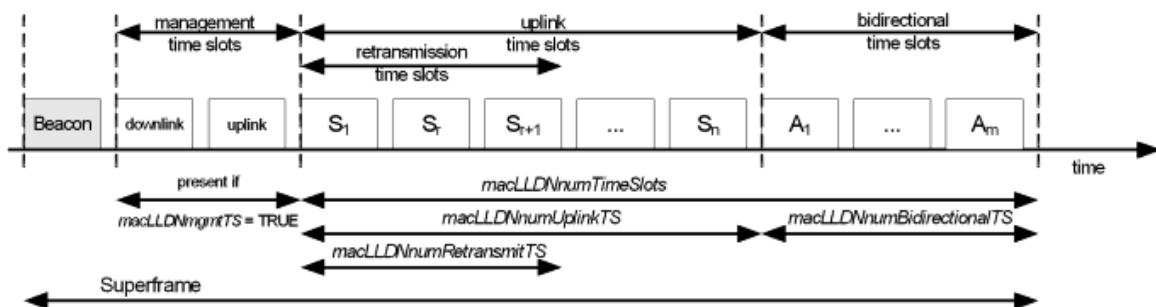 management
time slots
uplink
time slots
bidirectional
time slots
retransmission
time slots
Beacon
downlink
uplink
S1
Sr
Sr+1
...
Sn
A1
...
Am
time
present if
macLLDNmgmtTS = TRUE
macLLDNnumTimeSlots
macLLDNnumUplinkTS
macLLDNnumBidirectionalTS
macLLDNnumRetransmitTS
Superframe